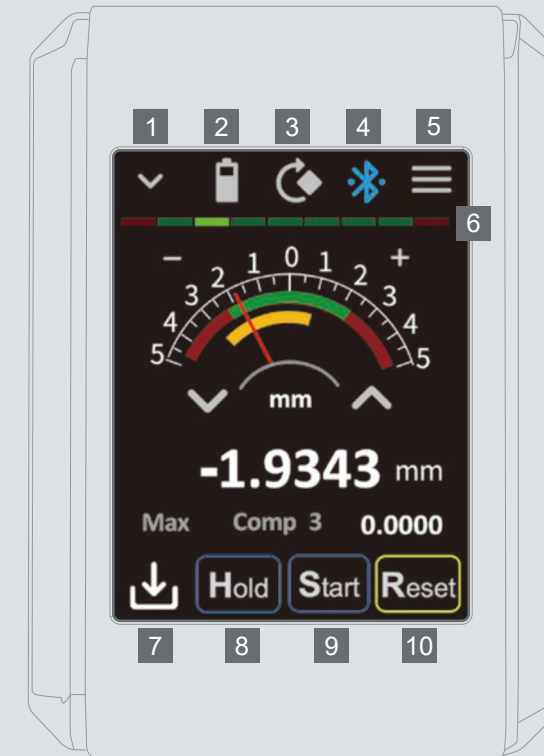 1 2 3 4 5
6
− 0 +
2 1 1 2
3 3
4 4
5 5
mm
-1.9343 mm
Max Comp 3 0.0000
Hold Start Reset
7 8 9 10